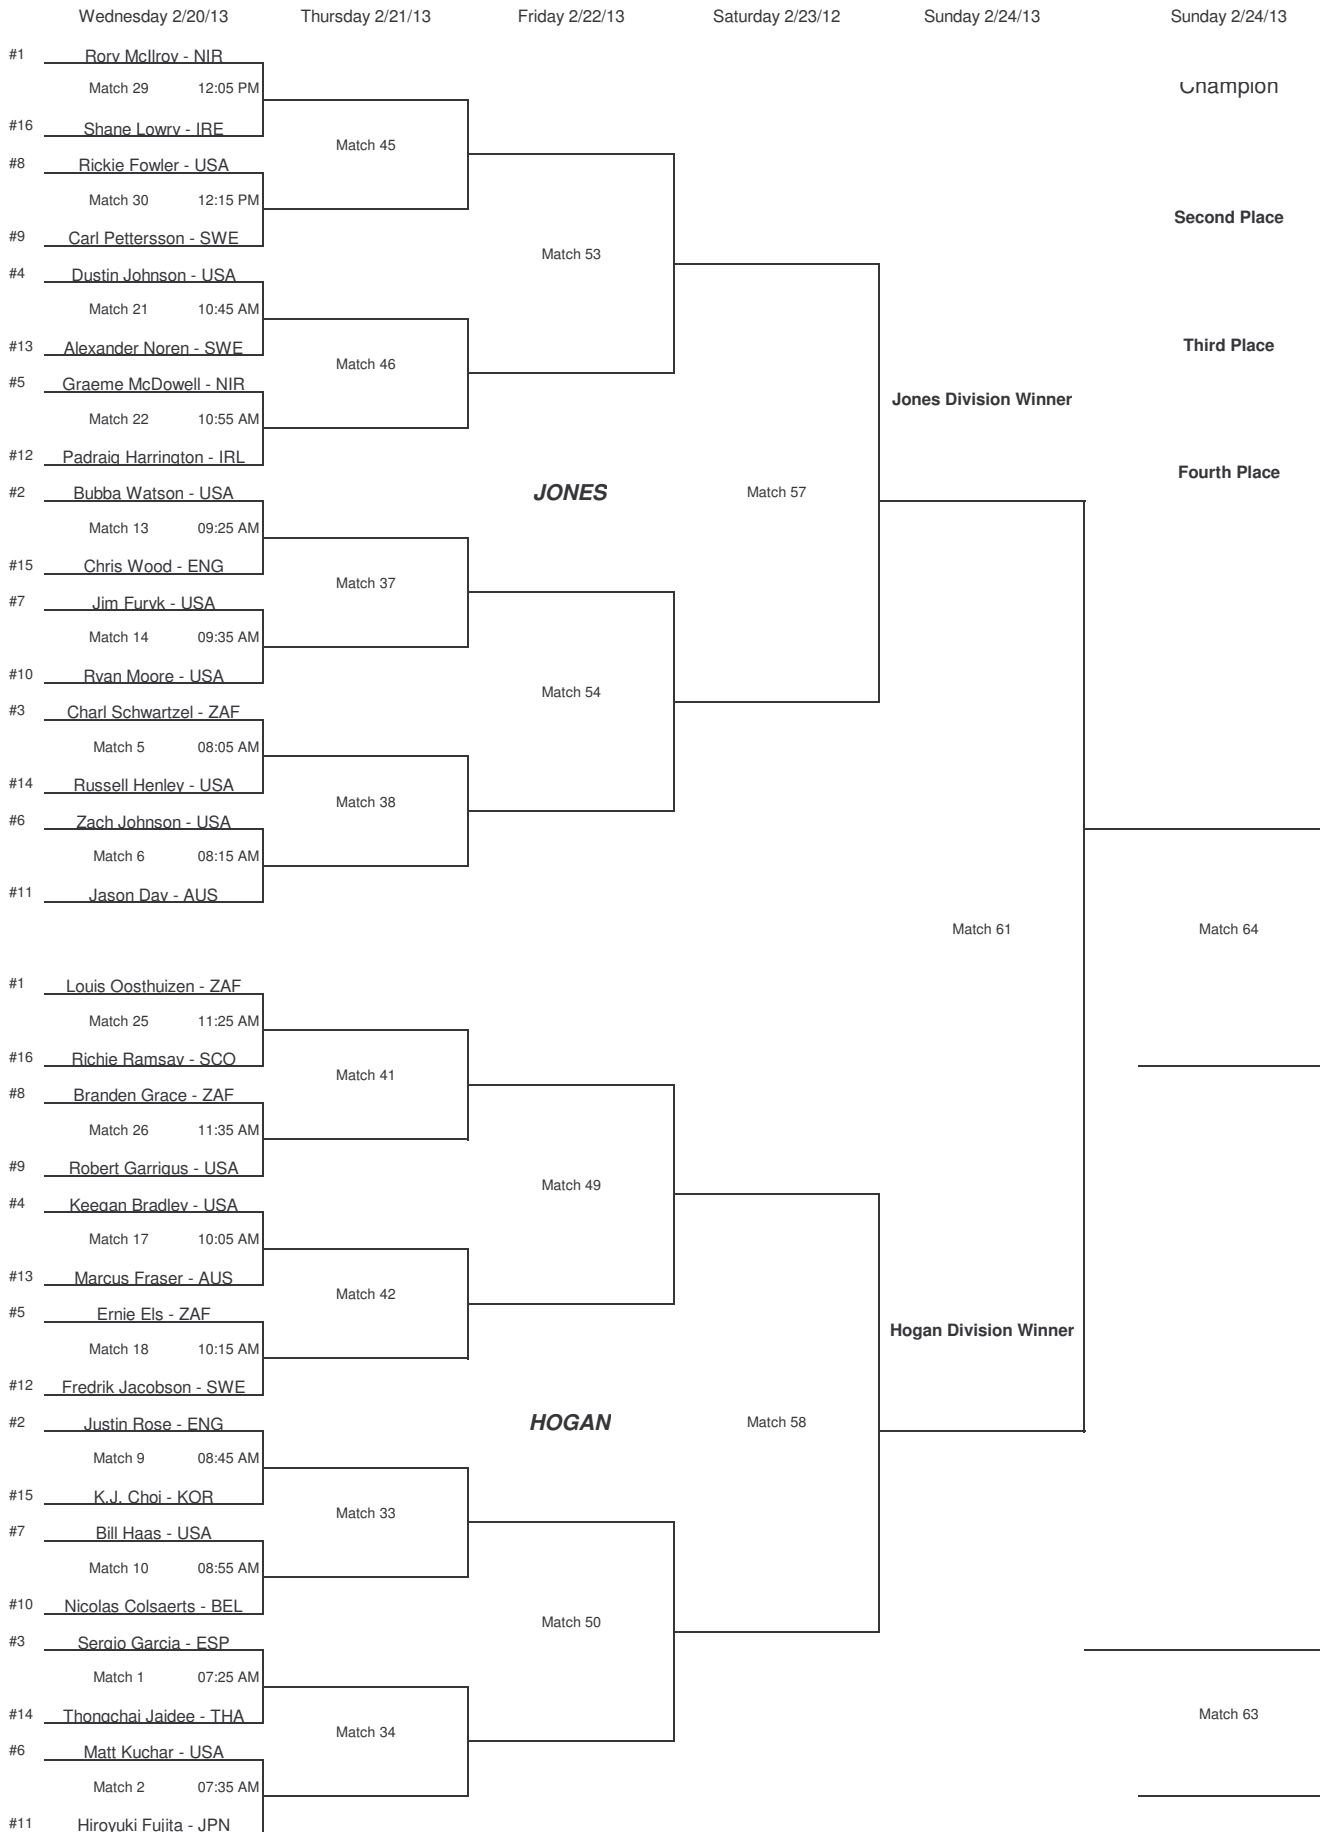 Wednesday 2/20/13 Thursday 2/21/13 Friday 2/22/13 Saturday 2/23/12 Sunday 2/24/13 Sunday 2/24/13
#1 Rory McIlroy - NIR
Match 29 12:05 PM
Champion
#16 Shane Lowry - IRE
Match 45
#8 Rickie Fowler - USA
Match 30 12:15 PM
Second Place
#9 Carl Pettersson - SWE
Match 53
#4 Dustin Johnson - USA
Match 21 10:45 AM
#13 Alexander Noren - SWE
Third Place
Match 46
#5 Graeme McDowell - NIR
Jones Division Winner
Match 22 10:55 AM
#12 Padraig Harrington - IRL
Fourth Place
#2 Bubba Watson - USA
JONES
Match 57
Match 13 09:25 AM
#15 Chris Wood - ENG
Match 37
#7 Jim Furyk - USA
Match 14 09:35 AM
#10 Ryan Moore - USA
Match 54
#3 Charl Schwartzel - ZAF
Match 5 08:05 AM
#14 Russell Henley - USA
Match 38
#6 Zach Johnson - USA
Match 6 08:15 AM
#11 Jason Day - AUS
Match 61
Match 64
#1 Louis Oosthuizen - ZAF
Match 25 11:25 AM
#16 Richie Ramsay - SCO
Match 41
#8 Branden Grace - ZAF
Match 26 11:35 AM
#9 Robert Garrigus - USA
Match 49
#4 Keegan Bradley - USA
Match 17 10:05 AM
#13 Marcus Fraser - AUS
Match 42
#5 Ernie Els - ZAF
Hogan Division Winner
Match 18 10:15 AM
#12 Fredrik Jacobson - SWE
#2 Justin Rose - ENG
HOGAN
Match 58
Match 9 08:45 AM
#15 K.J. Choi - KOR
Match 33
#7 Bill Haas - USA
Match 10 08:55 AM
#10 Nicolas Colsaerts - BEL
Match 50
#3 Sergio Garcia - ESP
Match 1 07:25 AM
#14 Thongchai Jaidee - THA
Match 63
Match 34
#6 Matt Kuchar - USA
Match 2 07:35 AM
#11 Hiroyuki Fujita - JPN